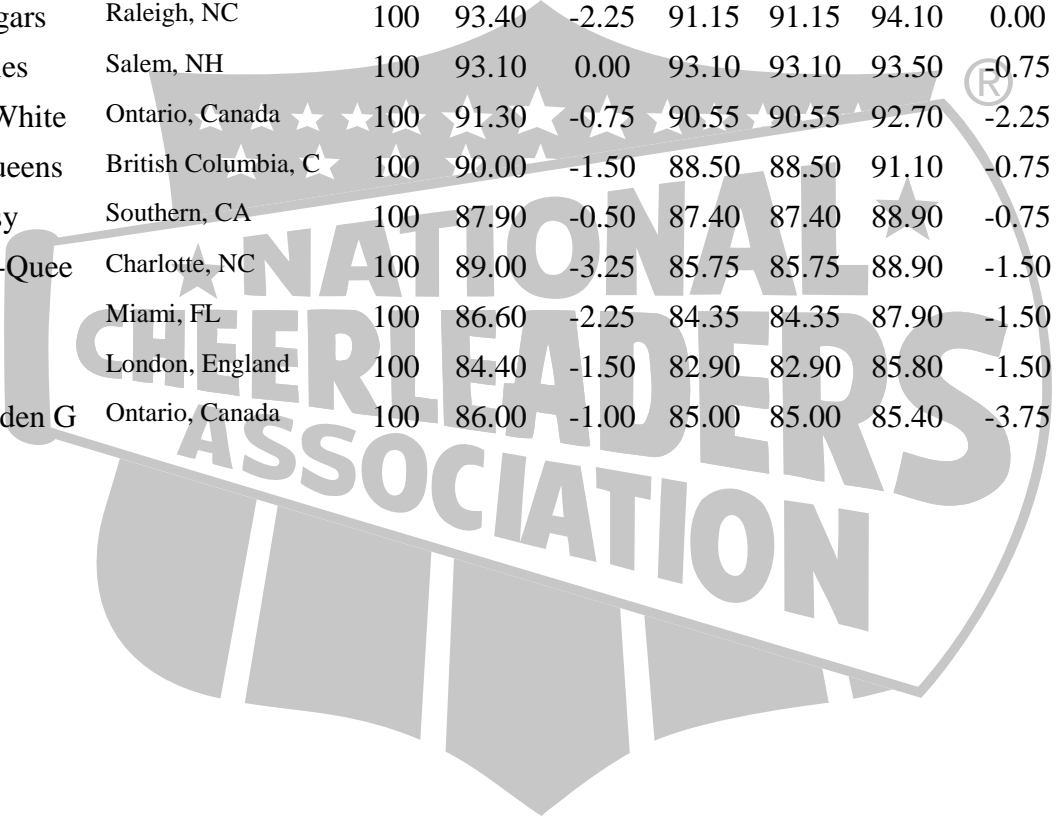 gars Raleigh, NC 100 93.40 -2.25 91.15 91.15 94.10 0.00
les Salem, NH 100 93.10 0.00 93.10 93.10 93.50 -0.75
White Ontario, Canada 100 91.30 -0.75 90.55 90.55 92.70 -2.25
ueens British Columbia, C 100 90.00 -1.50 88.50 88.50 91.10 -0.75
sy Southern, CA 100 87.90 -0.50 87.40 87.40 88.90 -0.75
-Quee Charlotte, NC 100 89.00 -3.25 85.75 85.75 88.90 -1.50
Miami, FL 100 86.60 -2.25 84.35 84.35 87.90 -1.50
London, England 100 84.40 -1.50 82.90 82.90 85.80 -1.50
den G Ontario, Canada 100 86.00 -1.00 85.00 85.00 85.40 -3.75
NATIONAL
CHEERLEADERS
ASSOCIATION
®